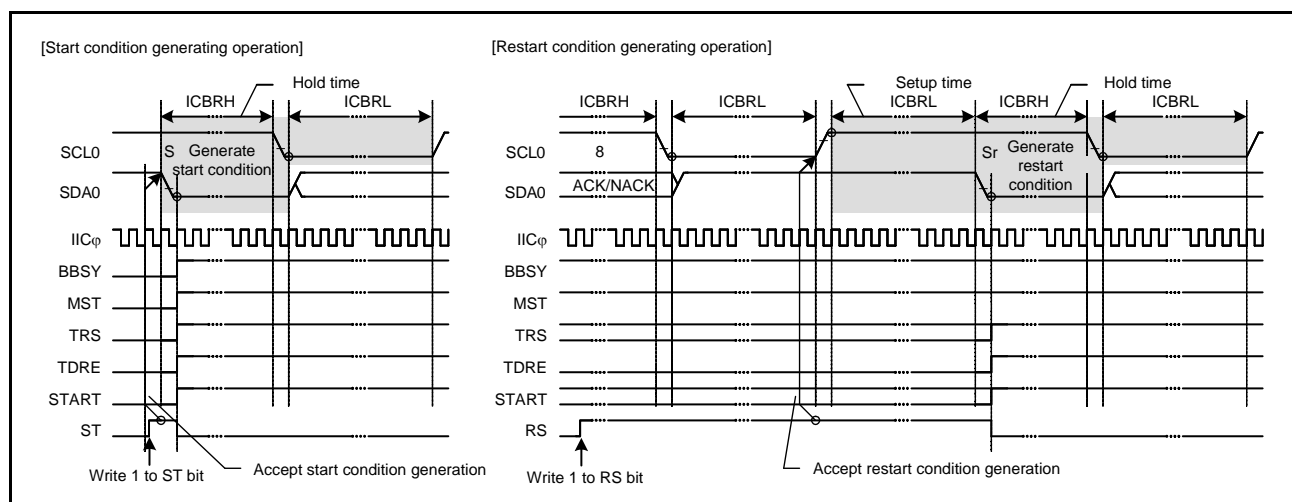 [Start condition generating operation]
[Restart condition generating operation]
Hold time
Setup time
Hold time
ICBRH
ICBRL
ICBRH
ICBRL
ICBRL
ICBRH
ICBRL
SCL0
S
Generate
start condition
SCL0
8
Sr
Generate
restart
condition
SDA0
SDA0
ACK/NACK
IICφ
IICφ
BBSY
BBSY
MST
MST
TRS
TRS
TDRE
TDRE
START
START
ST
RS
Write 1 to ST bit
Accept start condition generation
Write 1 to RS bit
Accept restart condition generation